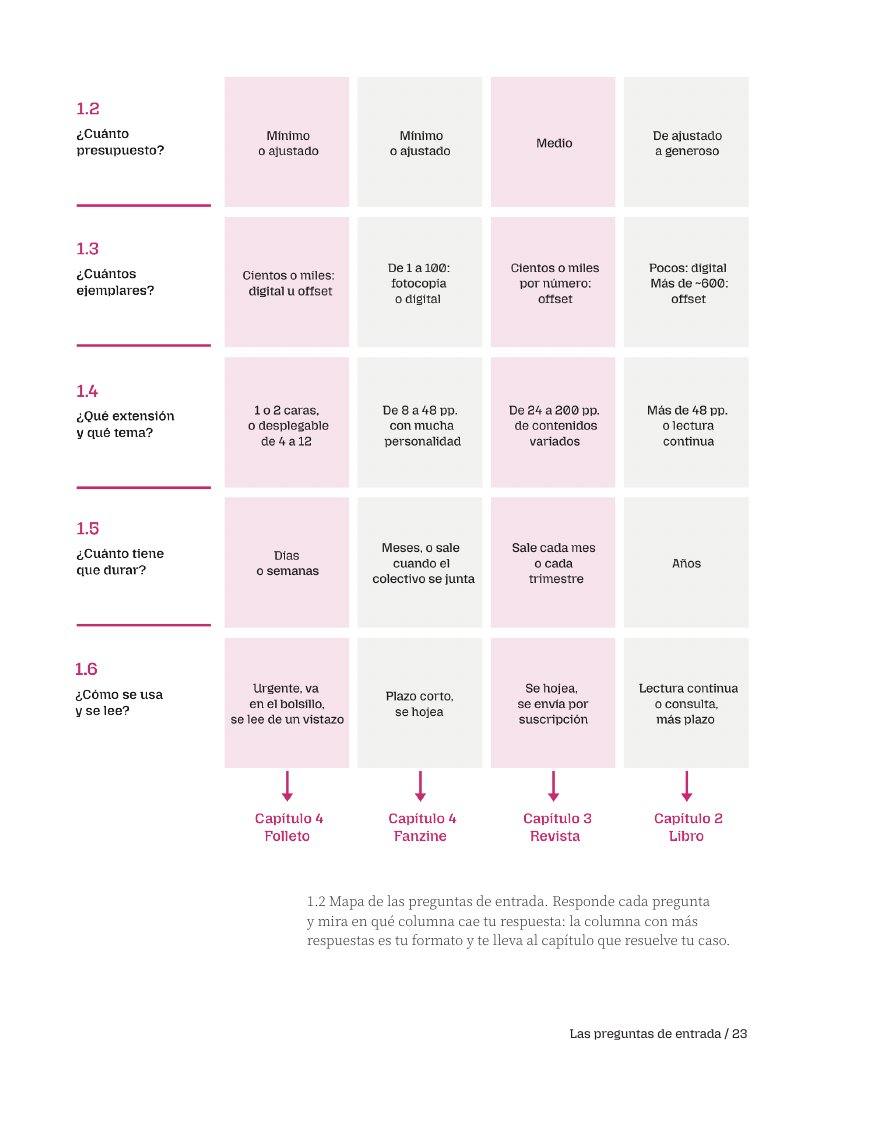 1.2
¿Cuánto
presupuesto?
Mínimo
o ajustado
Mínimo
o ajustado
Medio
De ajustado
a generoso
1.3
¿Cuántos
ejemplares?
Cientos o miles:
digital u offset
De 1 a 100:
fotocopia
o digital
Cientos o miles
por número:
offset
Pocos: digital
Más de ~600:
offset
1.4
¿Qué extensión
y qué tema?
1 o 2 caras,
o desplegable
de 4 a 12
De 8 a 48 pp.
con mucha
personalidad
De 24 a 200 pp.
de contenidos
variados
Más de 48 pp.
o lectura
continua
1.5
¿Cuánto tiene
que durar?
Días
o semanas
Meses, o sale
cuando el
colectivo se junta
Sale cada mes
o cada
trimestre
Años
1.6
¿Cómo se usa
y se lee?
Urgente, va
en el bolsillo,
se lee de un vistazo
Plazo corto,
se hojea
Se hojea,
se envía por
suscripción
Lectura continua
o consulta,
más plazo
Capítulo 4
Folleto
Capítulo 4
Fanzine
Capítulo 3
Revista
Capítulo 2
Libro
1.2 Mapa de las preguntas de entrada. Responde cada pregunta
y mira en qué columna cae tu respuesta: la columna con más
respuestas es tu formato y te lleva al capítulo que resuelve tu caso.
Las preguntas de entrada / 23